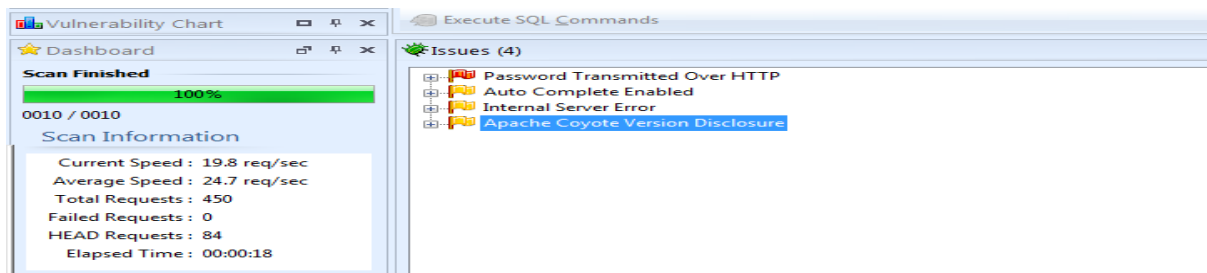 Vulnerability Chart
Dashboard
Scan Finished
100%
0010 / 0010
Scan Information
Current Speed : 19.8 req/sec
Average Speed : 24.7 req/sec
Total Requests : 450
Failed Requests : 0
HEAD Requests : 84
Elapsed Time : 00:00:18
Execute SQL Commands
Issues (4)
Password Transmitted Over HTTP
Auto Complete Enabled
Internal Server Error
Apache Coyote Version Disclosure